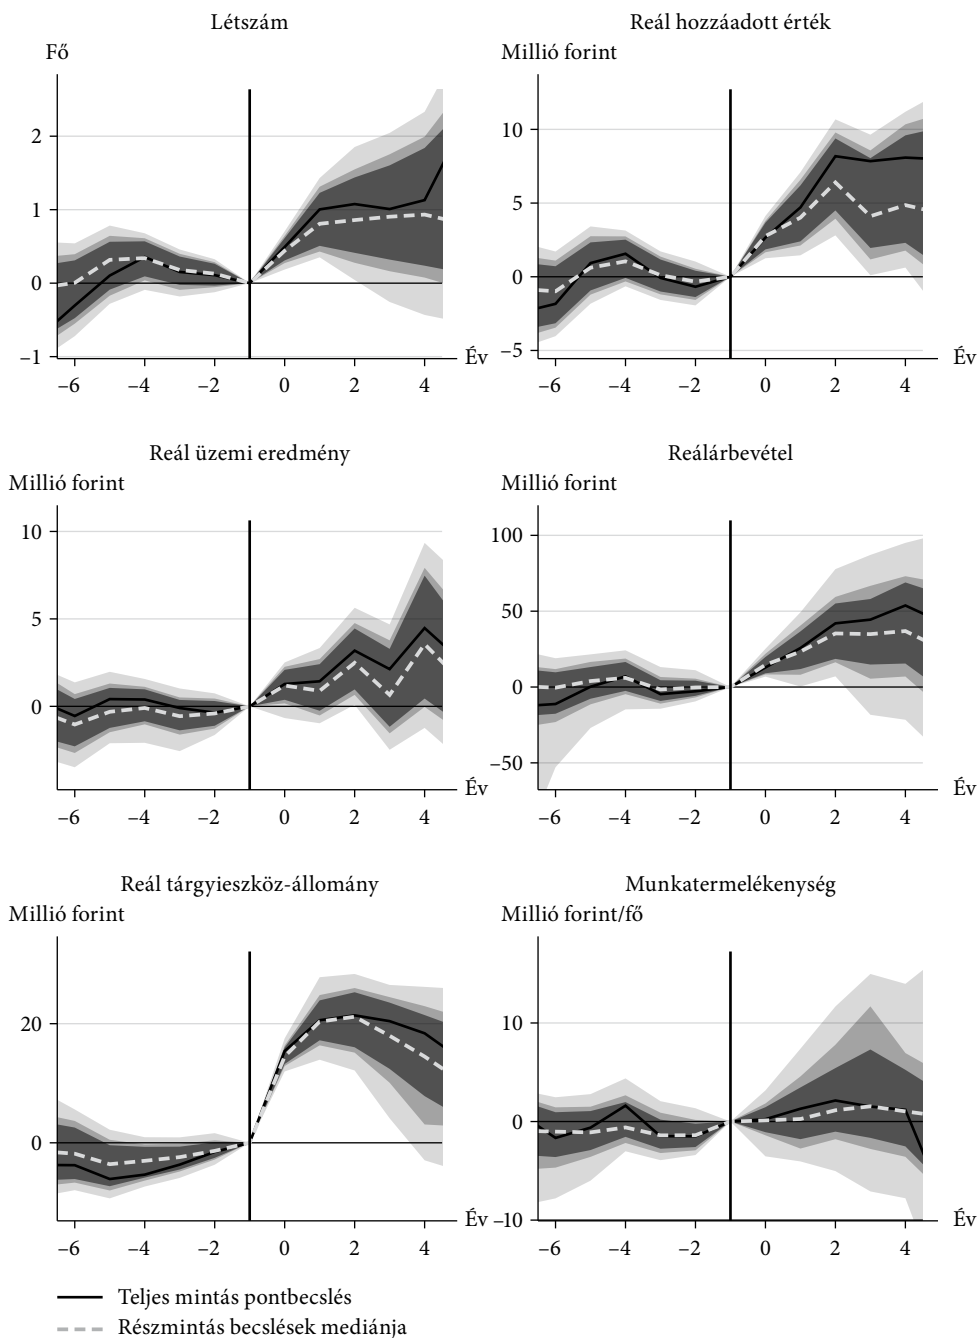 Létszám
Fő
2
1
0
–1
–6 –4 –2 0 2 4
Év
Reál hozzáadott érték
Millió forint
10
5
0
–5
–6 –4 –2 0 2 4
Év
Reál üzemi eredmény
Millió forint
10
5
0
–6 –4 –2 0 2 4
Év
Reálárbevétel
Millió forint
100
50
0
–50
–6 –4 –2 0 2 4
Év
Reál tárgyieszköz-állomány
Millió forint
20
0
–6 –4 –2 0 2 4
Év
Munkatermelékenység
Millió forint/fő
10
0
–10
–6 –4 –2 0 2 4
Év
Teljes mintás pontbecslés
Részmintás becslések mediánja